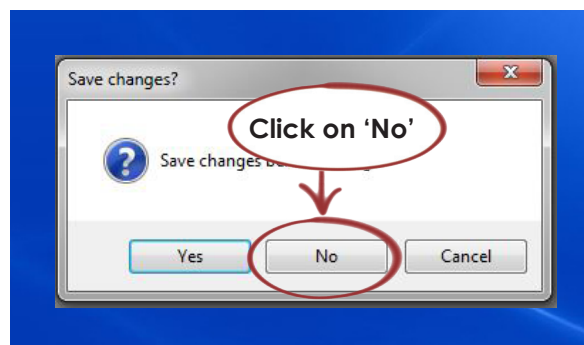 Save changes?
Click on ‘No’
Save changes
Yes No Cancel